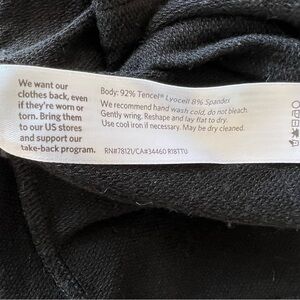 We want our
clothes back, even
if they're worn or
torn. Bring them
to our US stores
and support our
take-back program.
Body: 92% Tencel® Lyocell 8% Spandex
We recommend hand wash cold, do not bleach.
Gently wring. Reshape and lay flat to dry.
Use cool iron if necessary. May be dry cleaned.
RN#78121/CA#34460 R18TTU